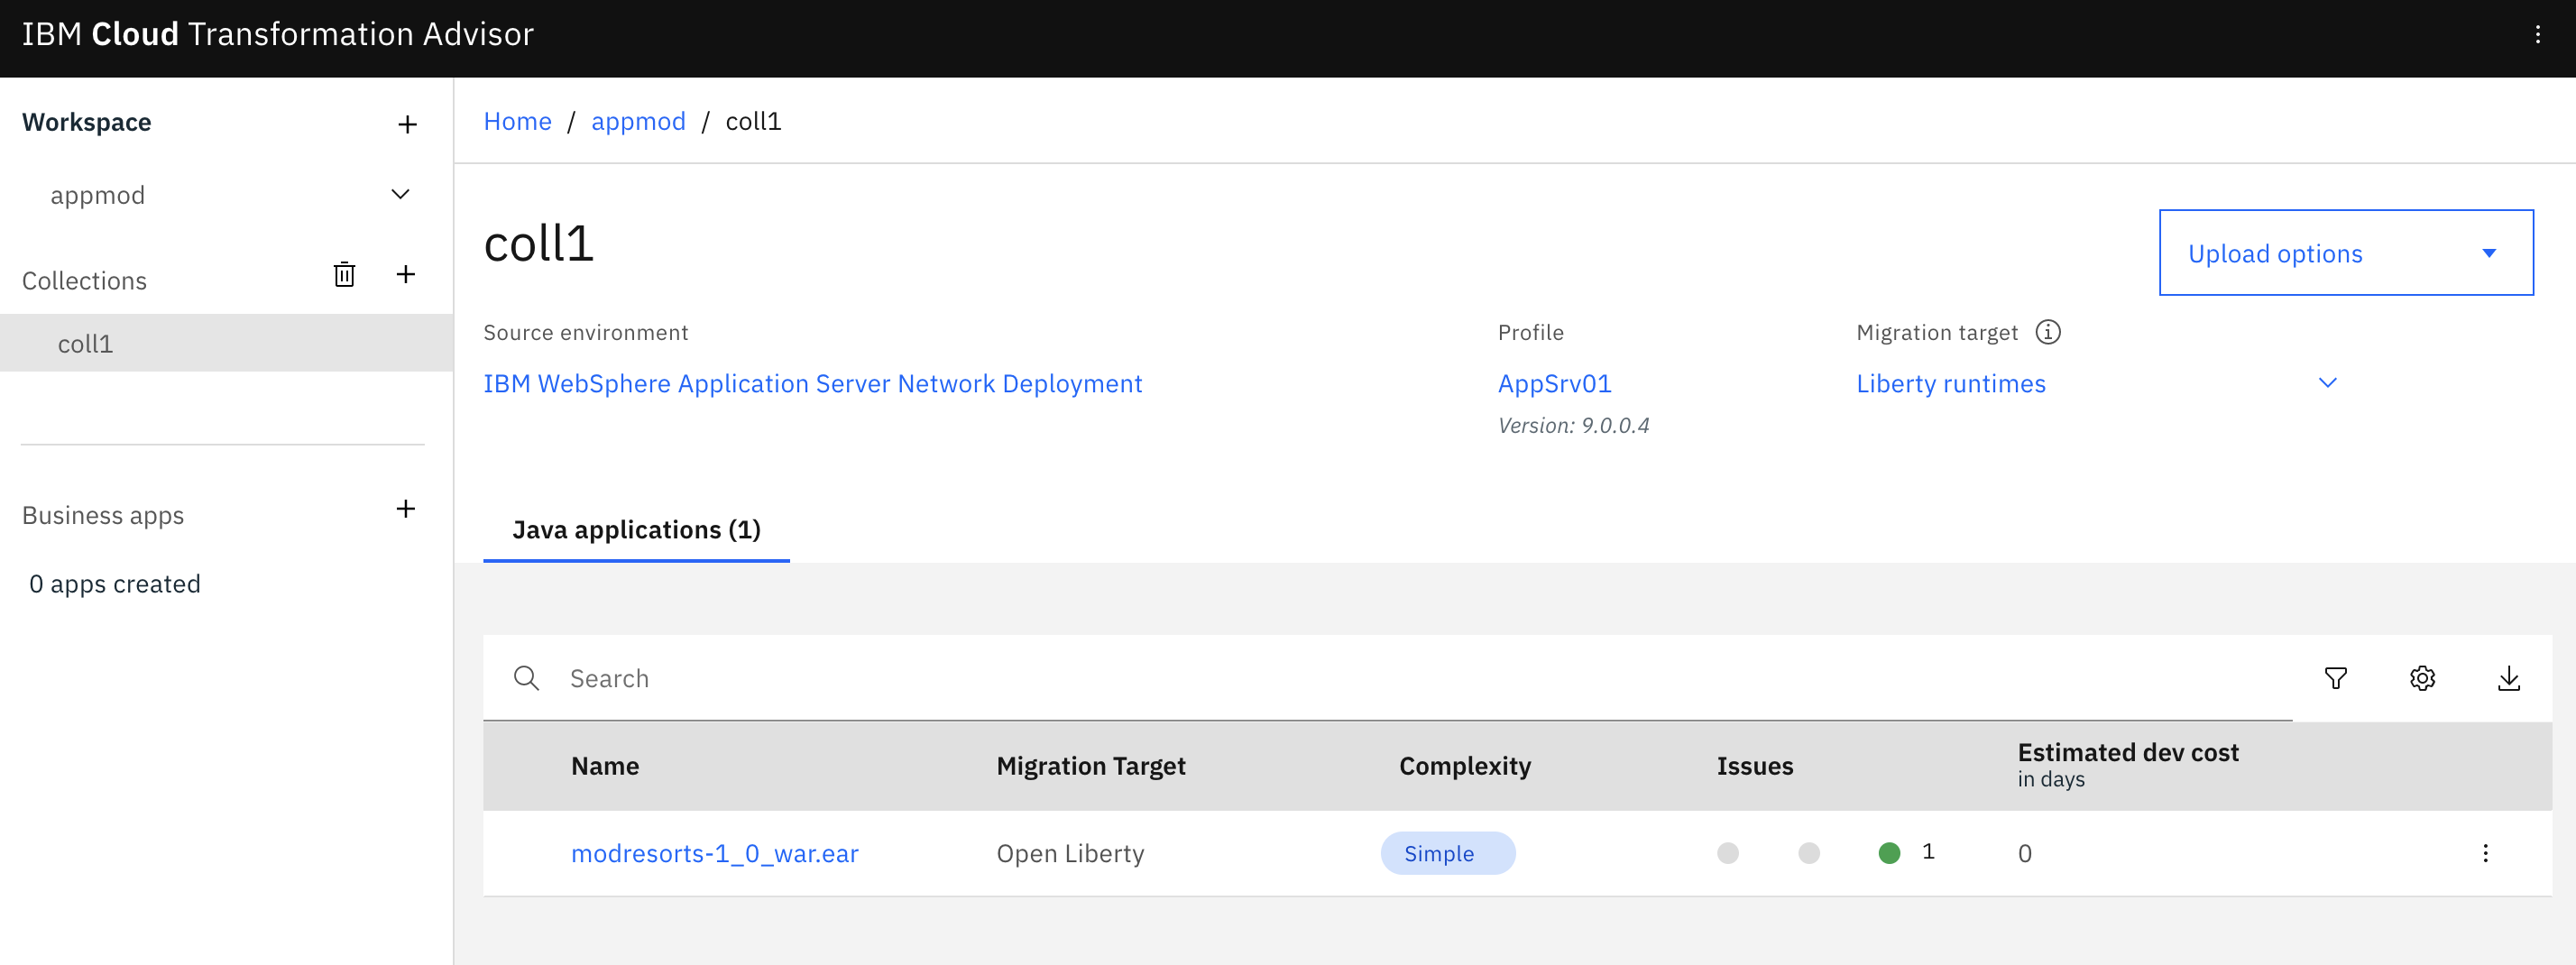 IBM Cloud Transformation Advisor
Workspace
appmod
Collections
coll1
Business apps
0 apps created
Home / appmod / coll1
coll1
Upload options
Source environment
IBM WebSphere Application Server Network Deployment
Profile
AppSrv01
Version: 9.0.0.4
Migration target
Liberty runtimes
Java applications (1)
Search
Name Migration Target Complexity Issues Estimated dev cost
in days
modresorts-1_0_war.ear Open Liberty Simple 1 0